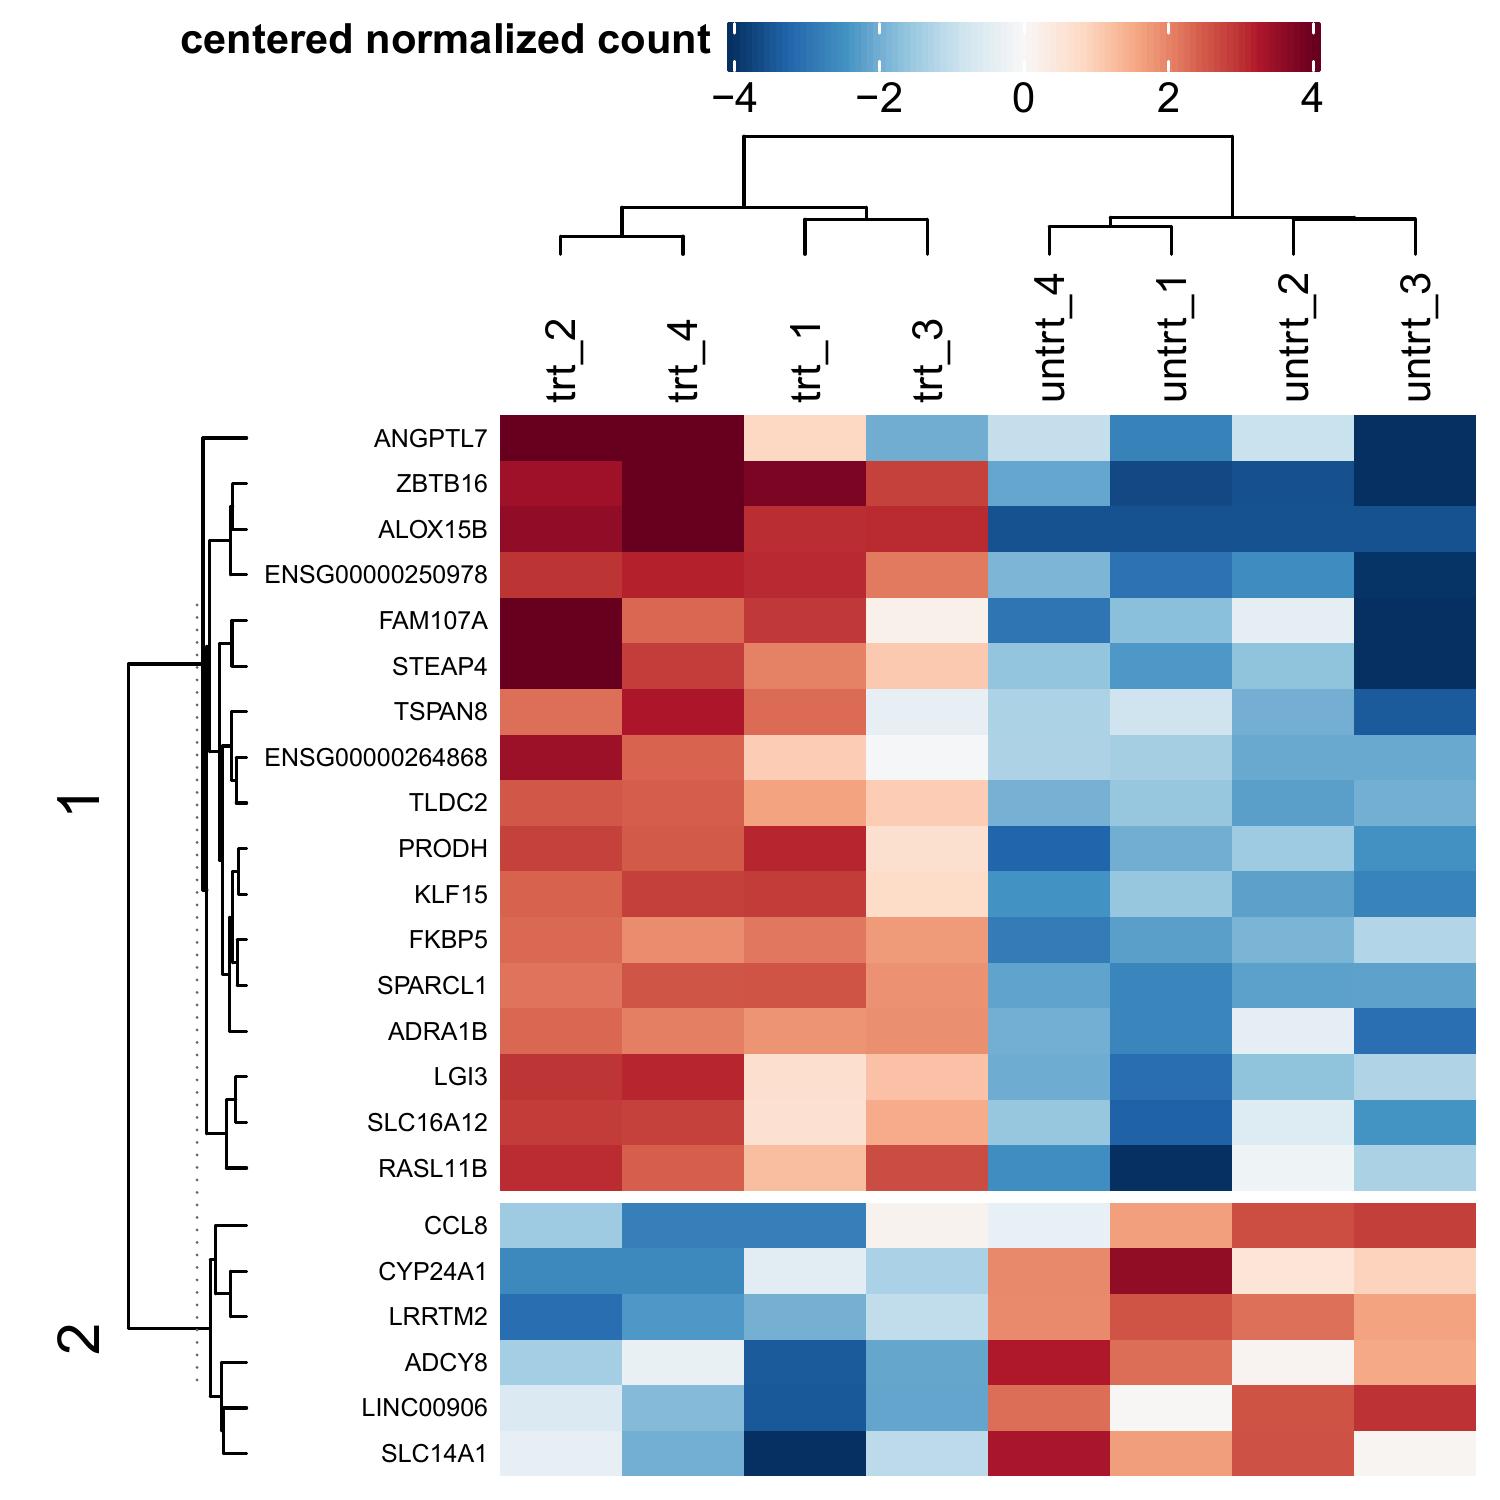 centered normalized count
−4 −2 0 2 4
trt_2 trt_4 trt_1 trt_3 untrt_4 untrt_1 untrt_2 untrt_3
ANGPTL7
ZBTB16
ALOX15B
ENSG00000250978
FAM107A
STEAP4
TSPAN8
ENSG00000264868
TLDC2
PRODH
KLF15
FKBP5
SPARCL1
ADRA1B
LGI3
SLC16A12
RASL11B
1
CCL8
CYP24A1
LRRTM2
ADCY8
LINC00906
SLC14A1
2